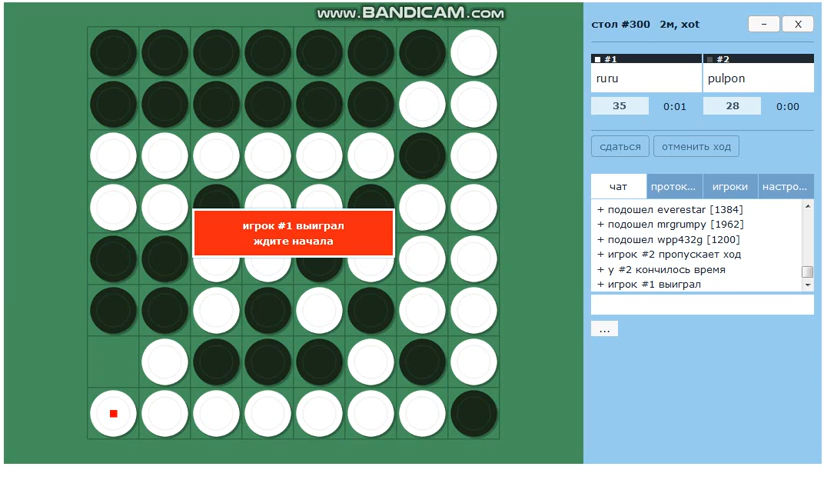 www.BANDICAM.com
стол #300 2м, xot
– X
#1 #2
ruru pulpon
35 0:01 28 0:00
сдаться отменить ход
чат проток... игроки настро...
+ подошел everestar [1384]
+ подошел mrgrumpy [1962]
+ подошел wpp432g [1200]
+ игрок #2 пропускает ход
+ у #2 кончилось время
+ игрок #1 выиграл
...
игрок #1 выиграл
ждите начала